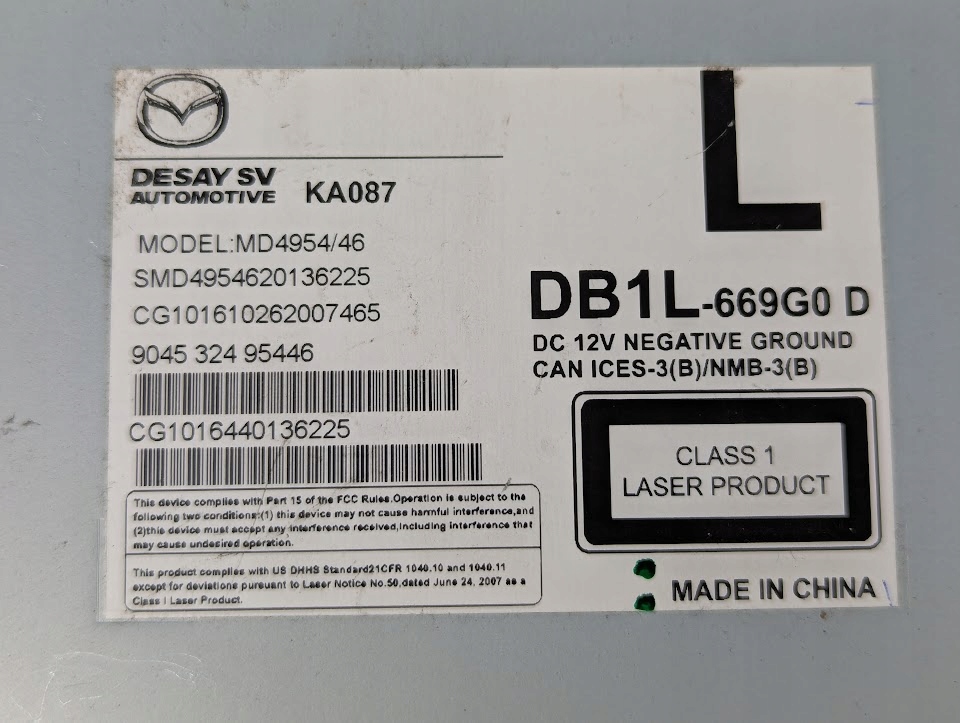 L
DESAY SV
AUTOMOTIVE
KA087
MODEL:MD4954/46
SMD4954620136225
CG101610262007465
9045 324 95446
CG1016440136225
This device complies with Part 15 of the FCC Rules.Operation is subject to the
following two conditions:(1) this device may not cause harmful interference,and
(2)this device must accept any interference received,including interference that
may cause undesired operation.
This product complies with US DHHS Standard21CFR 1040.10 and 1040.11
except for deviations pursuant to Laser Notice No.50,dated June 24, 2007 as a
Class I Laser Product.
DB1L-669G0 D
DC 12V NEGATIVE GROUND
CAN ICES-3(B)/NMB-3(B)
CLASS 1
LASER PRODUCT
MADE IN CHINA